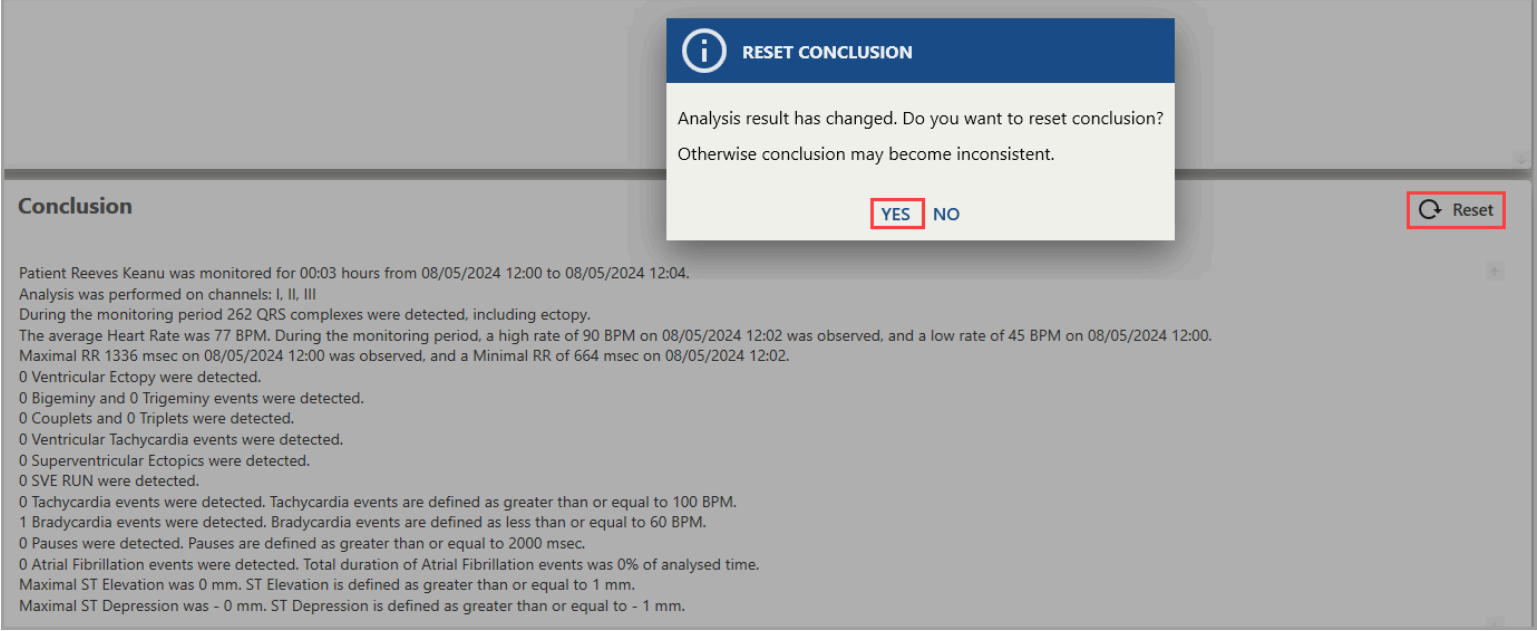 RESET CONCLUSION
Analysis result has changed. Do you want to reset conclusion?
Otherwise conclusion may become inconsistent.
YES NO
Conclusion
Reset
Patient Reeves Keanu was monitored for 00:03 hours from 08/05/2024 12:00 to 08/05/2024 12:04.
Analysis was performed on channels: I, II, III
During the monitoring period 262 QRS complexes were detected, including ectopy.
The average Heart Rate was 77 BPM. During the monitoring period, a high rate of 90 BPM on 08/05/2024 12:02 was observed, and a low rate of 45 BPM on 08/05/2024 12:00.
Maximal RR 1336 msec on 08/05/2024 12:00 was observed, and a Minimal RR of 664 msec on 08/05/2024 12:02.
0 Ventricular Ectopy were detected.
0 Bigeminy and 0 Trigeminy events were detected.
0 Couplets and 0 Triplets were detected.
0 Ventricular Tachycardia events were detected.
0 Superventricular Ectopics were detected.
0 SVE RUN were detected.
0 Tachycardia events were detected. Tachycardia events are defined as greater than or equal to 100 BPM.
1 Bradycardia events were detected. Bradycardia events are defined as less than or equal to 60 BPM.
0 Pauses were detected. Pauses are defined as greater than or equal to 2000 msec.
0 Atrial Fibrillation events were detected. Total duration of Atrial Fibrillation events was 0% of analysed time.
Maximal ST Elevation was 0 mm. ST Elevation is defined as greater than or equal to 1 mm.
Maximal ST Depression was - 0 mm. ST Depression is defined as greater than or equal to - 1 mm.